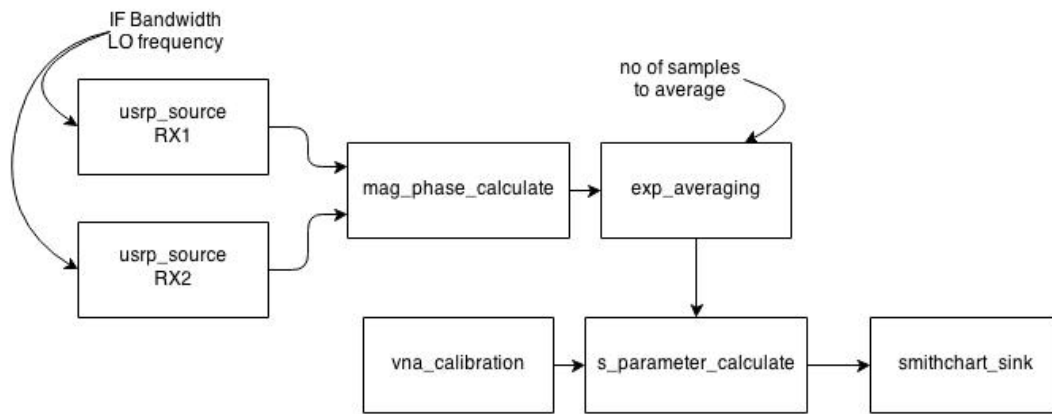 IF Bandwidth
LO frequency
no of samples
to average
usrp_source
RX1
mag_phase_calculate
exp_averaging
usrp_source
RX2
vna_calibration
s_parameter_calculate
smithchart_sink